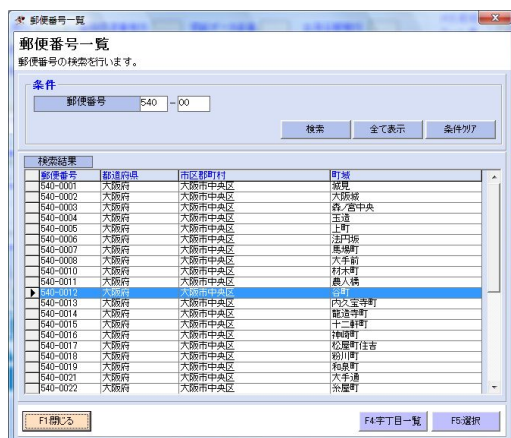 郵便番号一覧
郵便番号一覧
郵便番号の検索を行います。
条件
郵便番号 540 - 00
検索 全て表示 条件クリア
検索結果
郵便番号 都道府県 市区郡町村 町域
540-0001 大阪府 大阪市中央区 城見
540-0002 大阪府 大阪市中央区 大阪城
540-0003 大阪府 大阪市中央区 森ノ宮中央
540-0004 大阪府 大阪市中央区 玉造
540-0005 大阪府 大阪市中央区 上町
540-0006 大阪府 大阪市中央区 法円坂
540-0007 大阪府 大阪市中央区 馬場町
540-0008 大阪府 大阪市中央区 大手前
540-0010 大阪府 大阪市中央区 材木町
540-0011 大阪府 大阪市中央区 農人橋
540-0012 大阪府 大阪市中央区 谷町
540-0013 大阪府 大阪市中央区 内久宝寺町
540-0014 大阪府 大阪市中央区 龍造寺町
540-0015 大阪府 大阪市中央区 十二軒町
540-0016 大阪府 大阪市中央区 神崎町
540-0017 大阪府 大阪市中央区 松屋町住吉
540-0018 大阪府 大阪市中央区 粉川町
540-0019 大阪府 大阪市中央区 和泉町
540-0021 大阪府 大阪市中央区 大手通
540-0022 大阪府 大阪市中央区 糸屋町
F1:閉じる F4:字丁目一覧 F5:選択